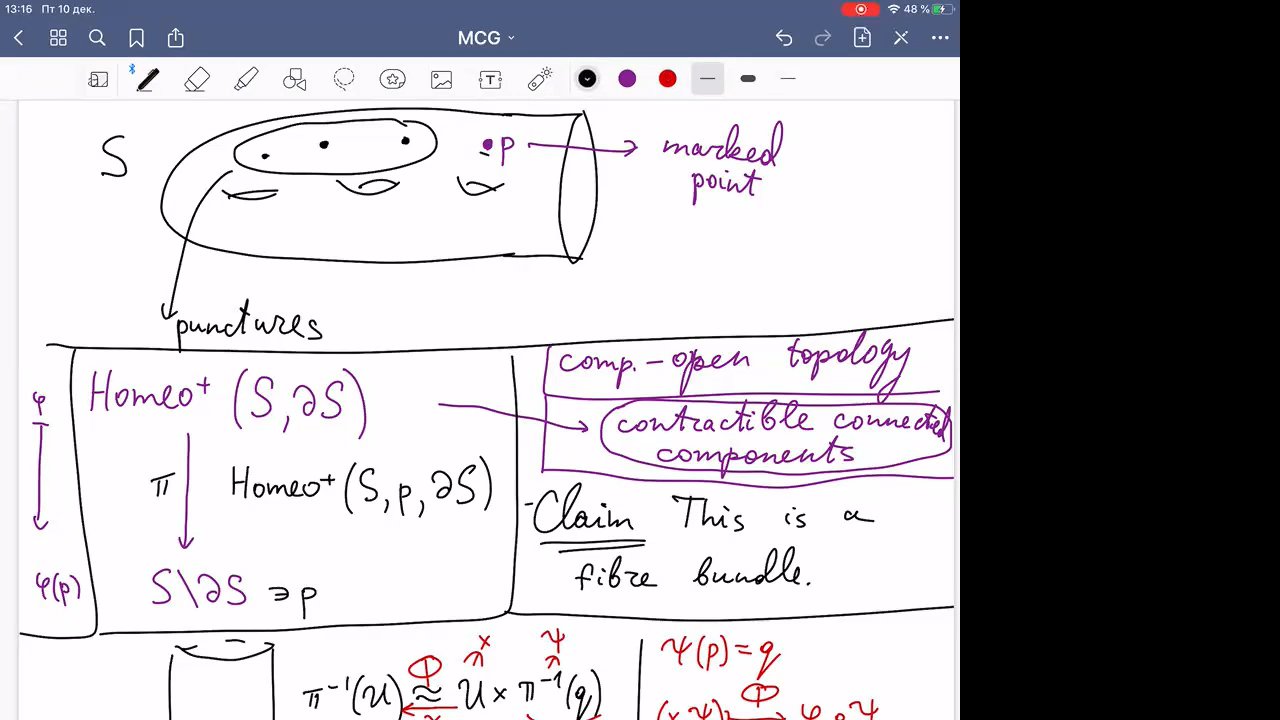 13:16 Пт 10 дек.
48 %
MCG
S
p
marked
point
punctures
Homeo⁺ (S, ∂S)
comp.-open topology
contractible connected
components
φ
π
Homeo⁺ (S, p, ∂S)
Claim This is a
fibre bundle.
φ(p)
S\∂S ∋ p
x
ψ
ψ(p) = q
Φ
π⁻¹(U) ≈ U × π⁻¹(q)
Φ